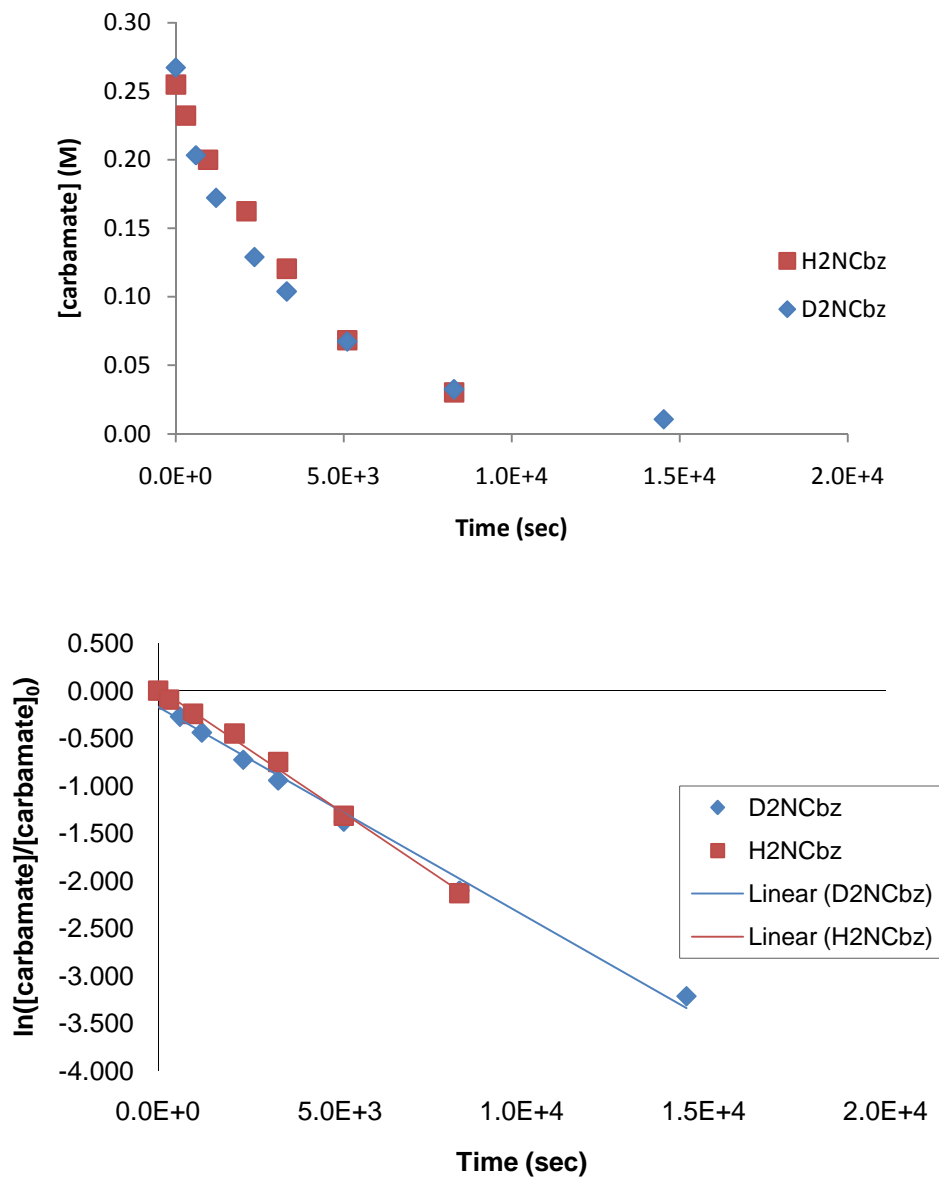 0.30
0.25
0.20
0.15
0.10
0.05
0.00
[carbamate] (M)
H2NCbz
D2NCbz
0.0E+0 5.0E+3 1.0E+4 1.5E+4 2.0E+4
Time (sec)
0.500
0.000
-0.500
-1.000
-1.500
-2.000
-2.500
-3.000
-3.500
-4.000
ln([carbamate]/[carbamate]₀)
D2NCbz
H2NCbz
Linear (D2NCbz)
Linear (H2NCbz)
0.0E+0 5.0E+3 1.0E+4 1.5E+4 2.0E+4
Time (sec)